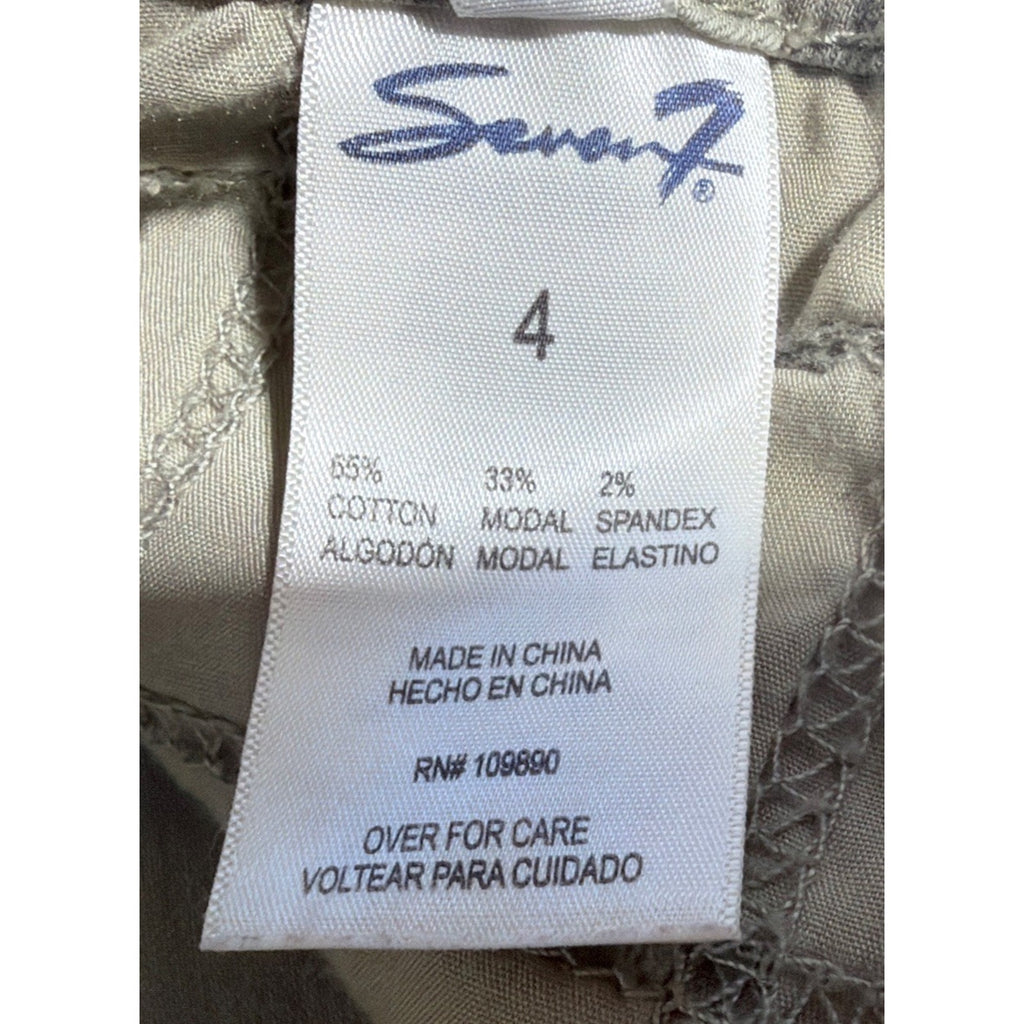 Seven7®
4
65% 33% 2%
COTTON MODAL SPANDEX
ALGODÓN MODAL ELASTINO
MADE IN CHINA
HECHO EN CHINA
RN# 109890
OVER FOR CARE
VOLTEAR PARA CUIDADO